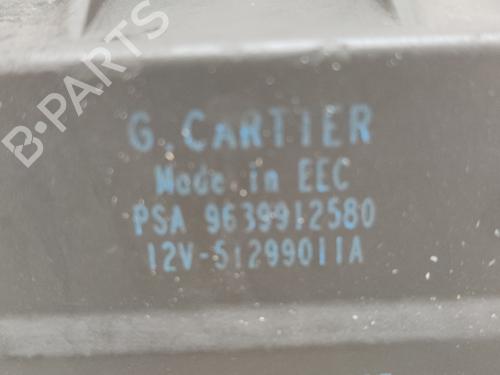 B-PARTS
G. CARTIER
Made in EEC
PSA 9639912580
12V-51299011A